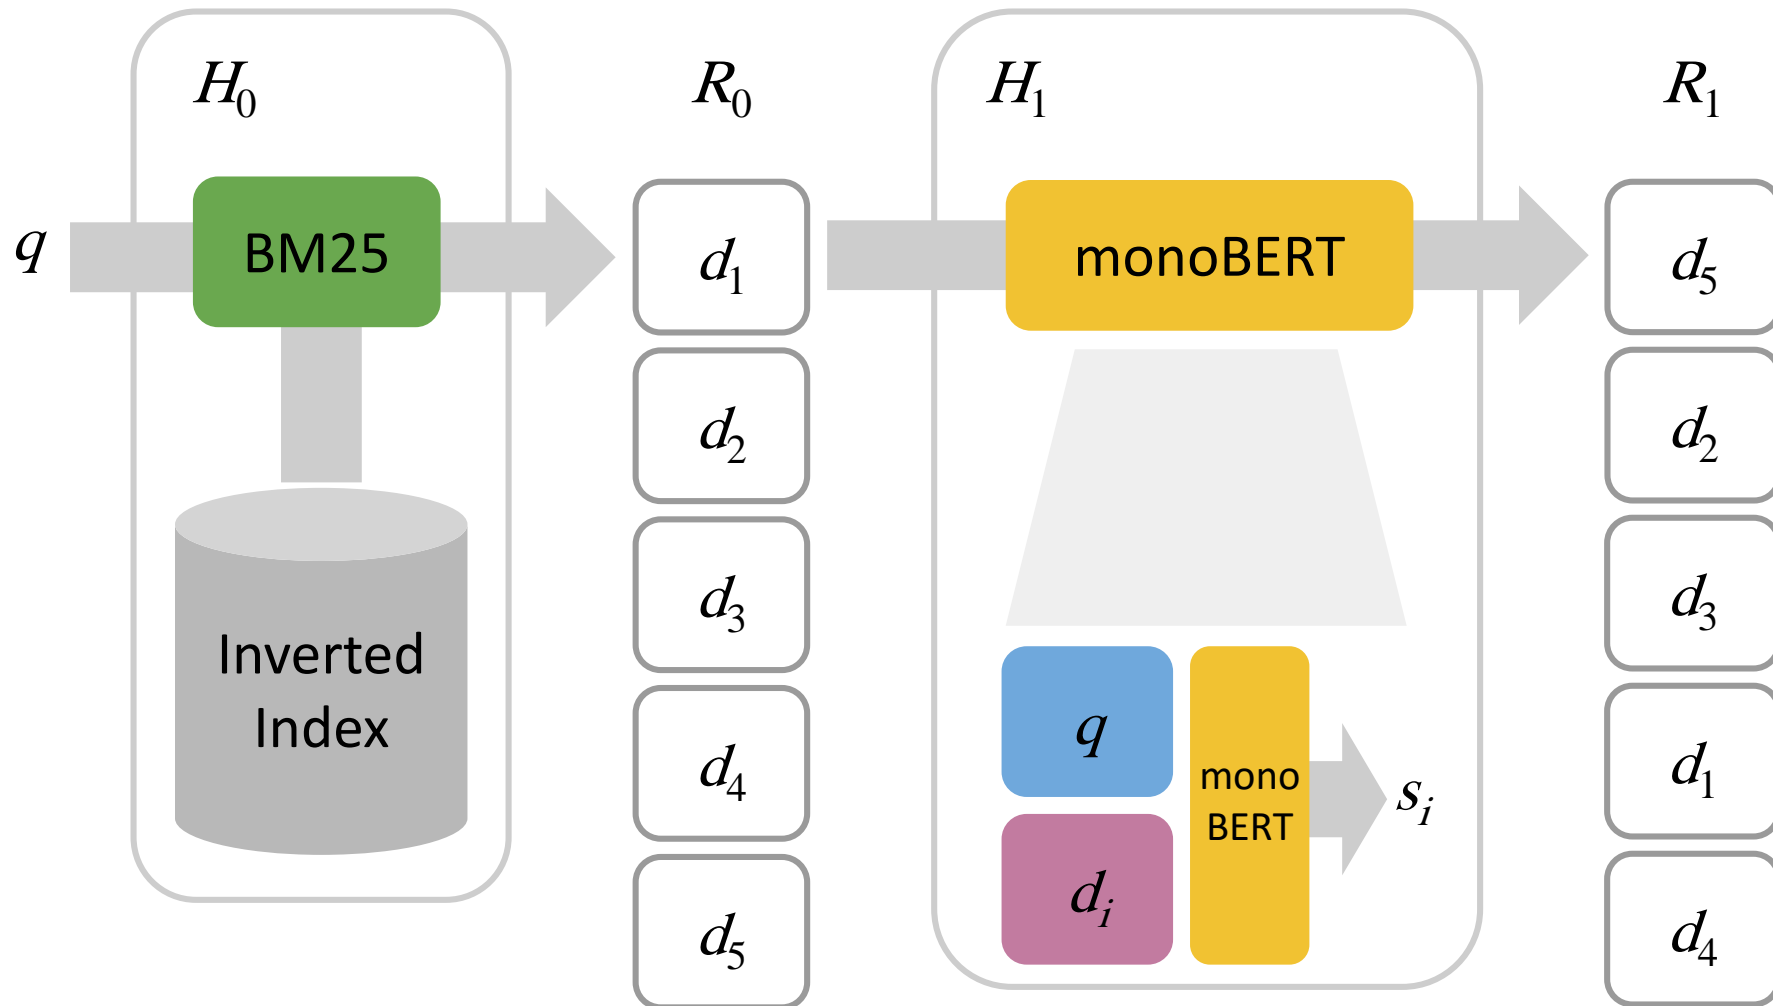 H0
R0
H1
R1
q
BM25
d1
monoBERT
d5
d2
d2
d3
d3
Inverted
Index
q
d4
mono
BERT
si
d1
di
d5
d4